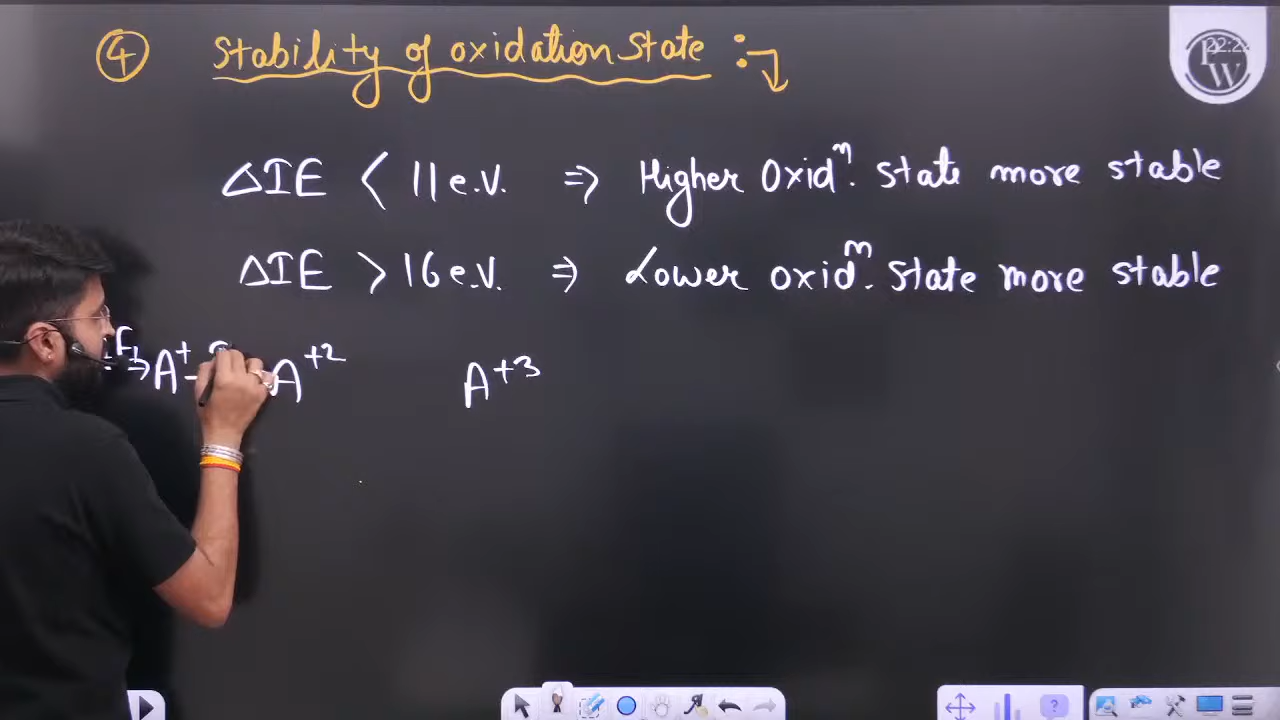 ④ Stability of oxidation State :
ΔIE < 11 e.V. ⇒ Higher Oxidⁿ. state more stable
ΔIE > 16 e.V. ⇒ Lower oxidⁿ. state more stable
A⁺ A⁺² A⁺³
PW